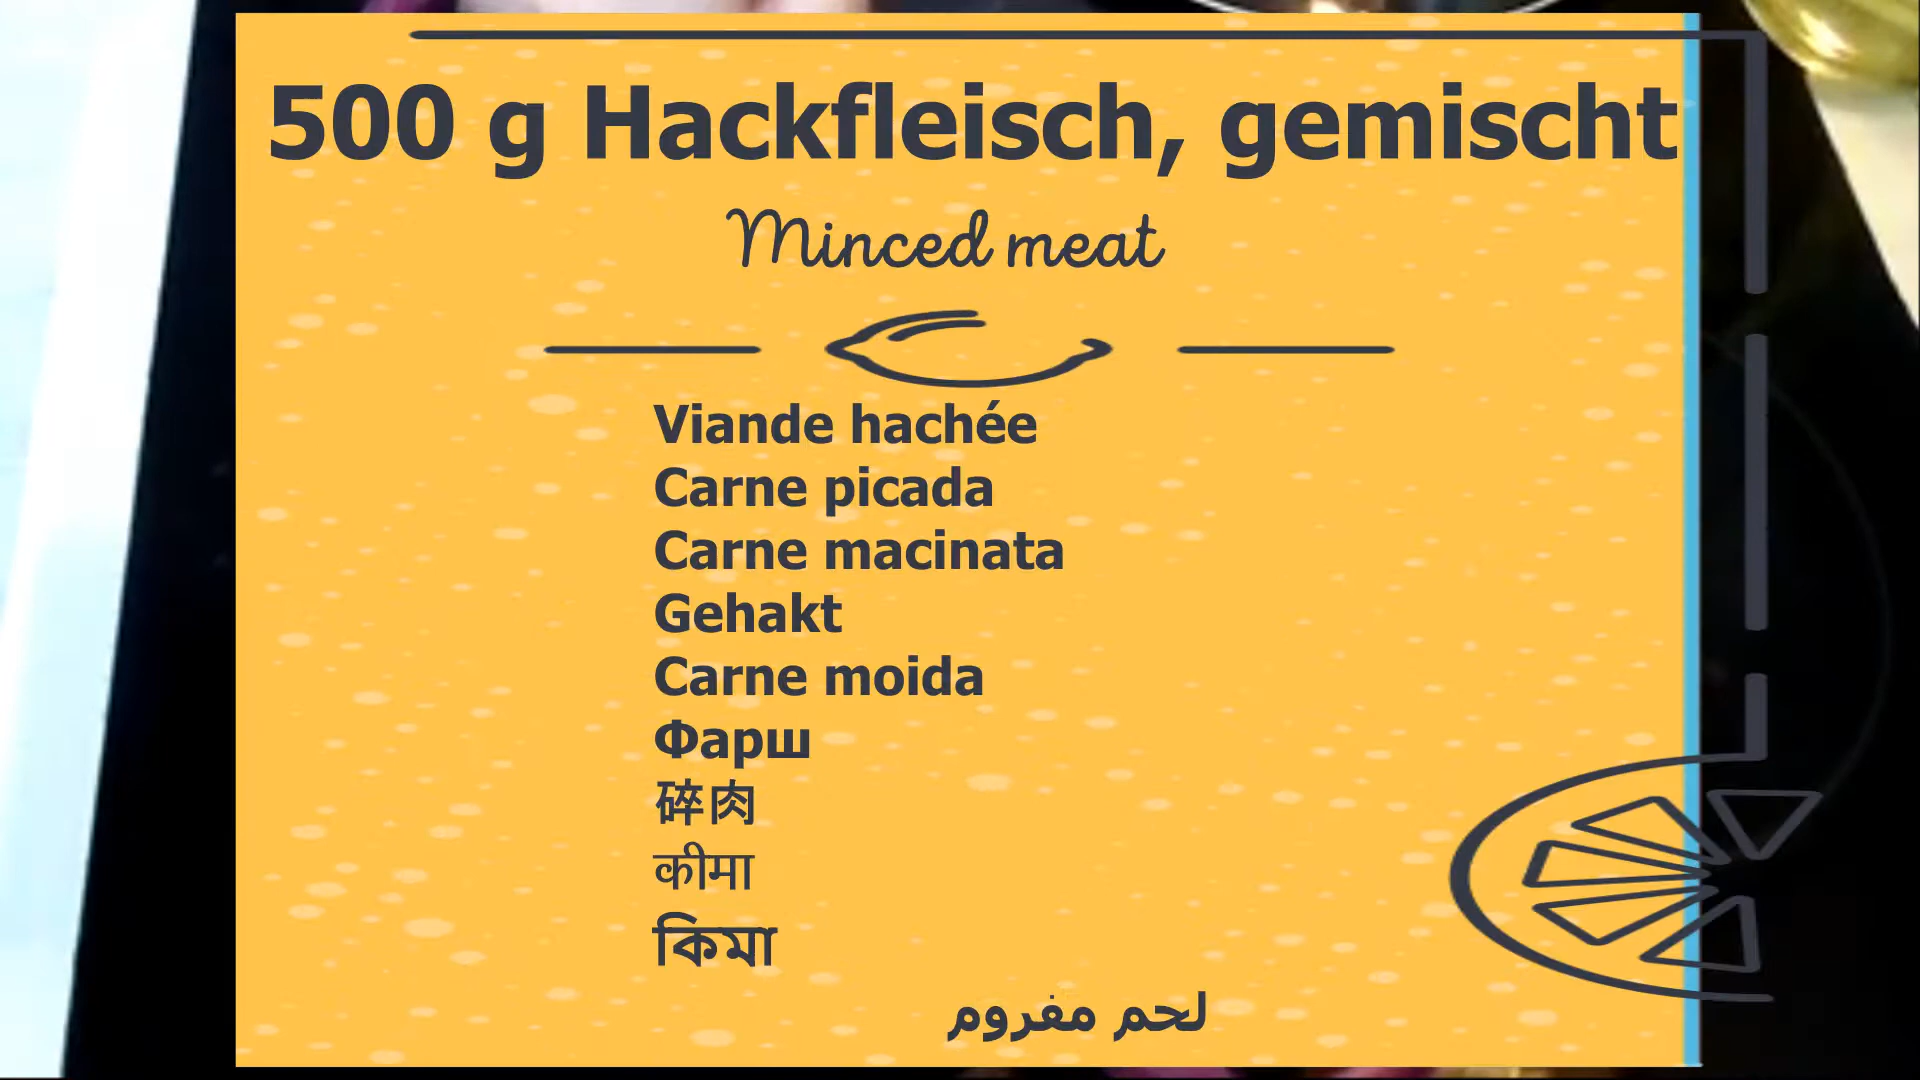 500 g Hackfleisch, gemischt
Minced meat
Viande hachée
Carne picada
Carne macinata
Gehakt
Carne moida
Фарш
碎肉
कीमा
কিমা
لحم مفروم